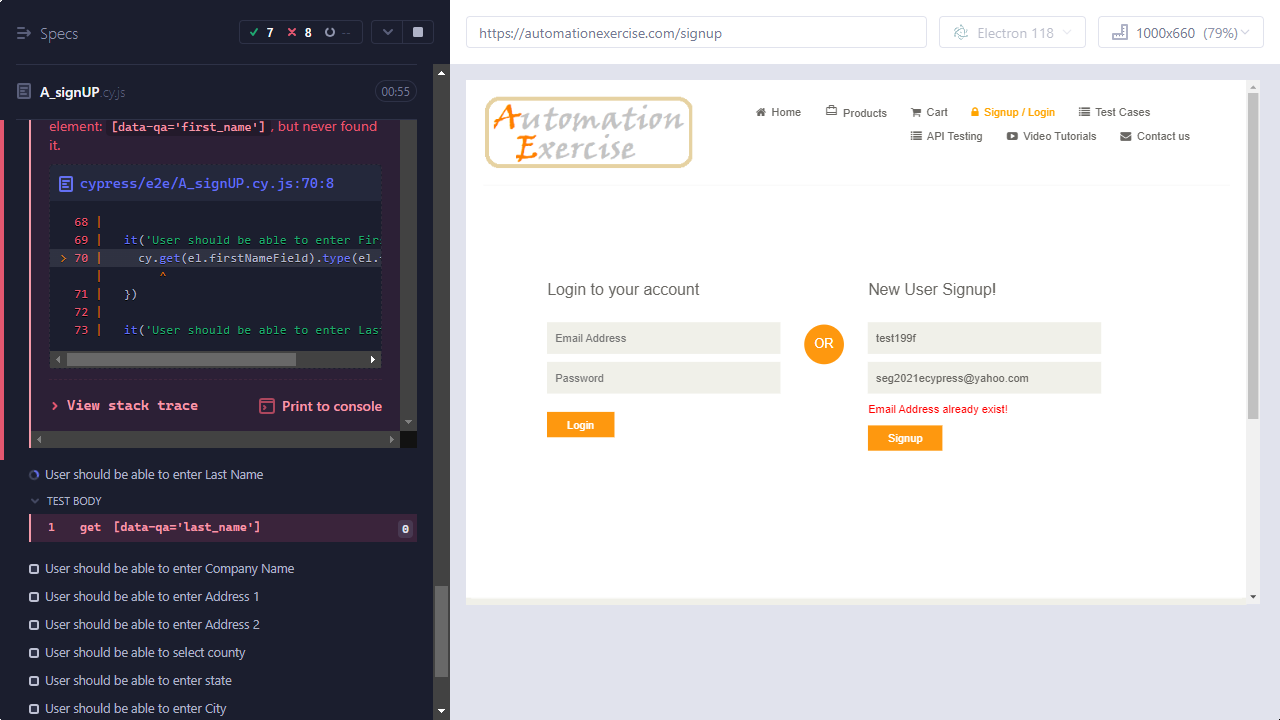 Specs
7
8
--
A_signUP.cy.js
00:55
element: [data-qa='first_name'], but never found
it.
cypress/e2e/A_signUP.cy.js:70:8
68 |
69 | it('User should be able to enter Fir
> 70 | cy.get(el.firstNameField).type(el.
| ^
71 | })
72 |
73 | it('User should be able to enter Las
View stack trace
Print to console
User should be able to enter Last Name
TEST BODY
1 get [data-qa='last_name'] 0
User should be able to enter Company Name
User should be able to enter Address 1
User should be able to enter Address 2
User should be able to select county
User should be able to enter state
User should be able to enter City
https://automationexercise.com/signup
Electron 118
1000x660 (79%)
Automation
Exercise
Home
Products
Cart
Signup / Login
Test Cases
API Testing
Video Tutorials
Contact us
Login to your account
Email Address
Password
Login
OR
New User Signup!
test199f
seg2021ecypress@yahoo.com
Email Address already exist!
Signup